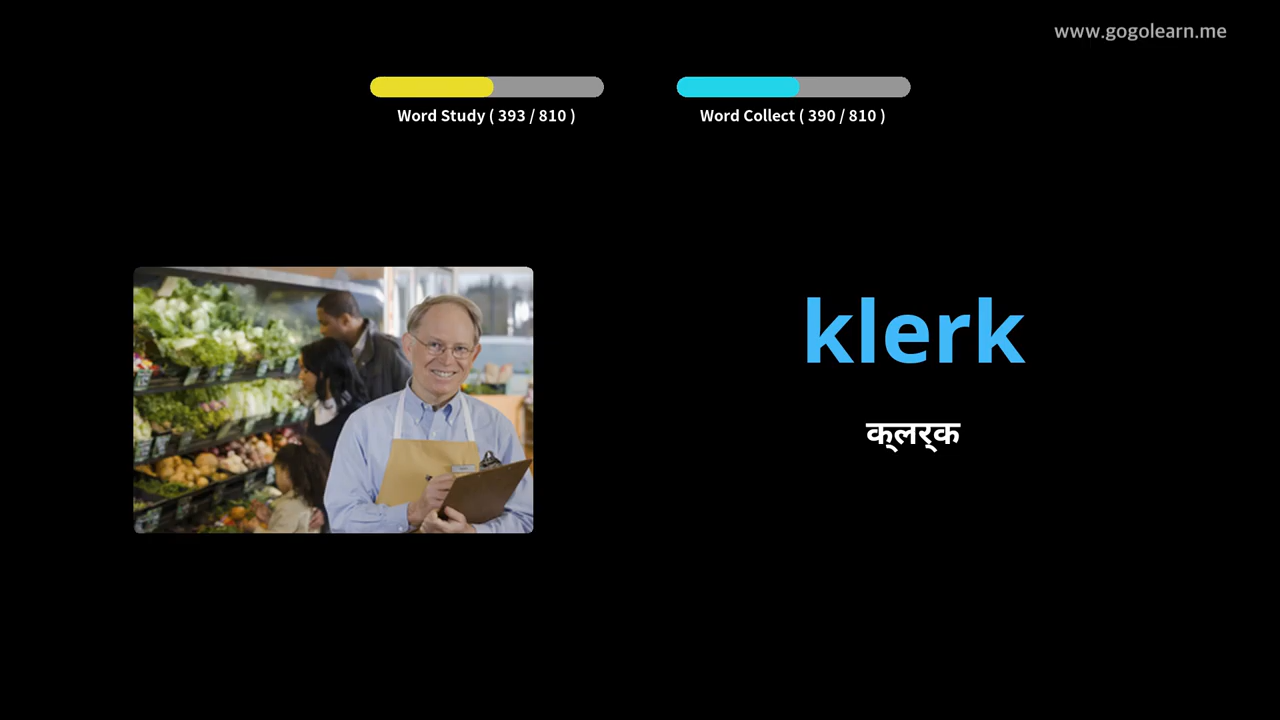 www.gogolearn.me
Word Study ( 393 / 810 )
Word Collect ( 390 / 810 )
klerk
क्लर्क